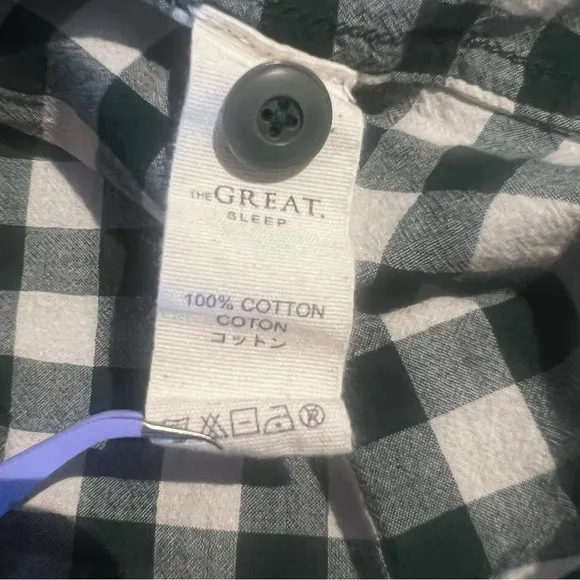 THE GREAT.
SLEEP
100% COTTON
COTON
コットン